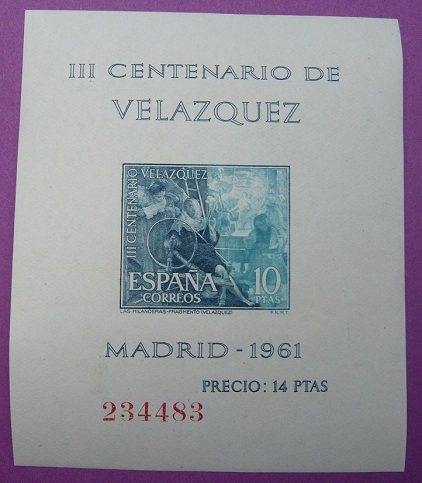 III CENTENARIO DE
VELAZQUEZ
III CENTENARIO VELAZQUEZ
ESPAÑA
CORREOS
10
PTAS
LAS HILANDERAS-FRAGMENTO (VELAZQUEZ)
F.N.M.T.
MADRID - 1961
PRECIO: 14 PTAS
234483